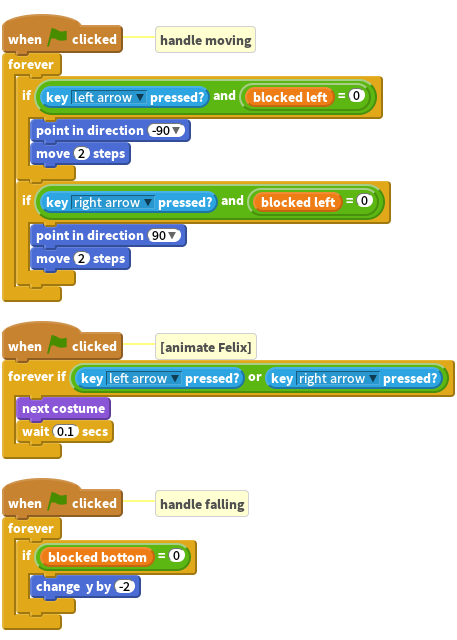 when clicked handle moving
forever
if key left arrow pressed? and blocked left = 0
point in direction -90
move 2 steps
if key right arrow pressed? and blocked left = 0
point in direction 90
move 2 steps
when clicked [animate Felix]
forever if key left arrow pressed? or key right arrow pressed?
next costume
wait 0.1 secs
when clicked handle falling
forever
if blocked bottom = 0
change y by -2